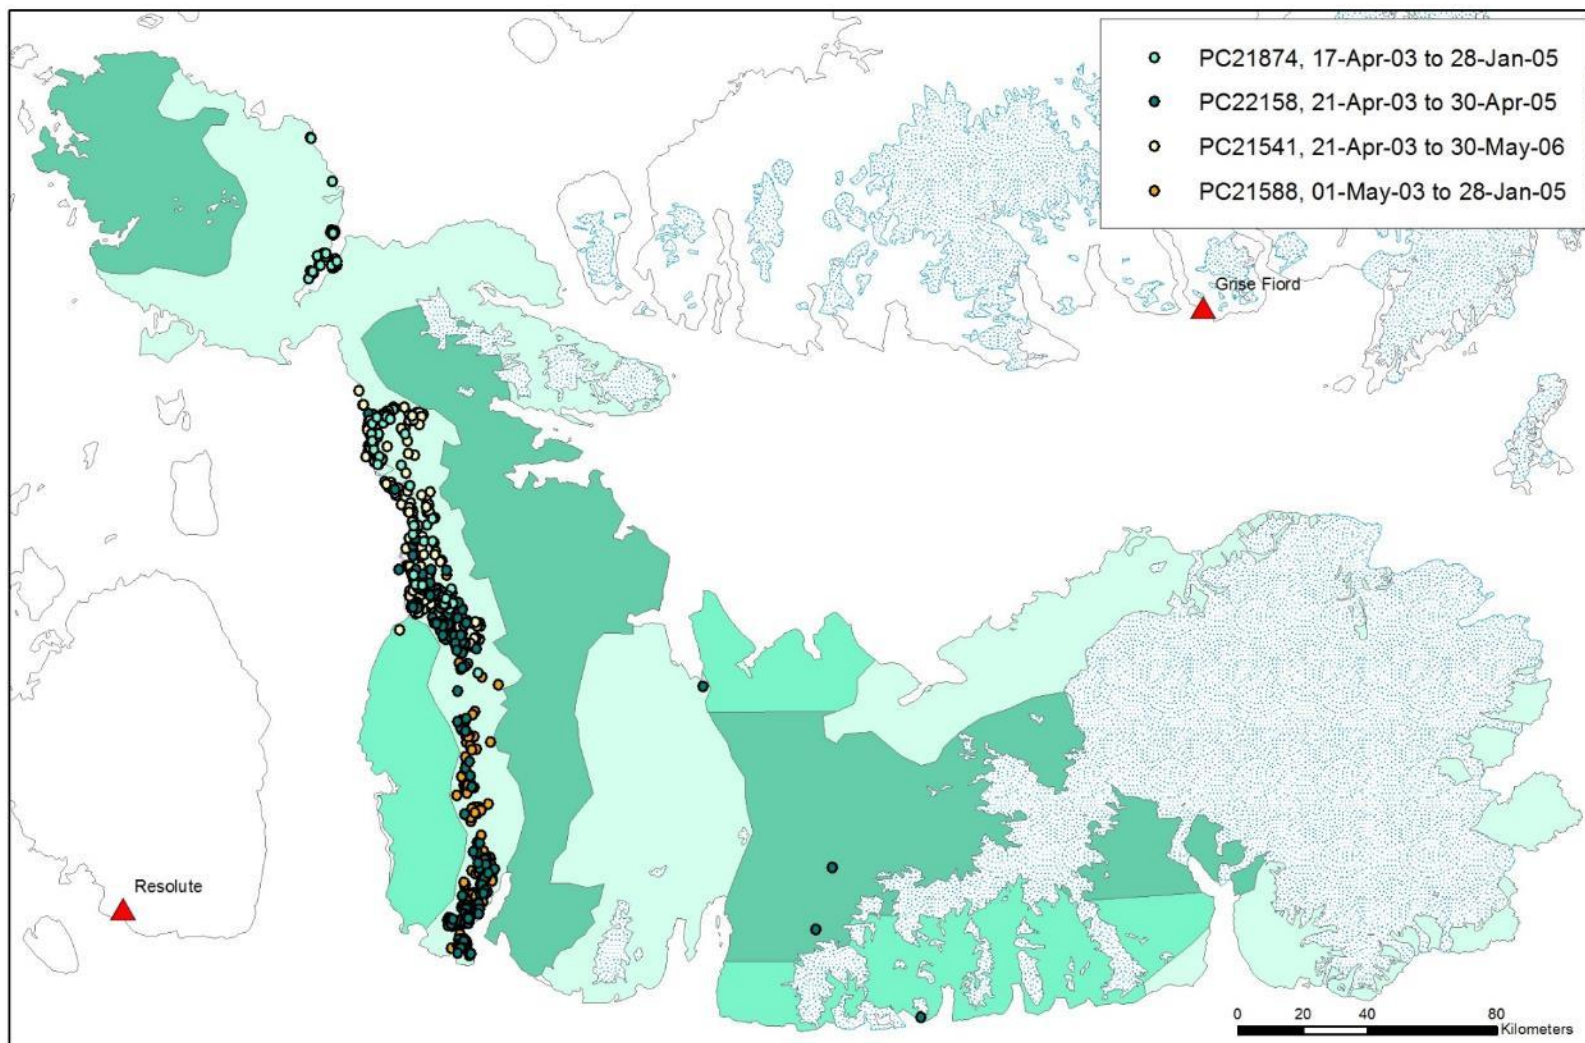 PC21874, 17-Apr-03 to 28-Jan-05
PC22158, 21-Apr-03 to 30-Apr-05
PC21541, 21-Apr-03 to 30-May-06
PC21588, 01-May-03 to 28-Jan-05
Grise Fiord
Resolute
0 20 40 80
Kilometers